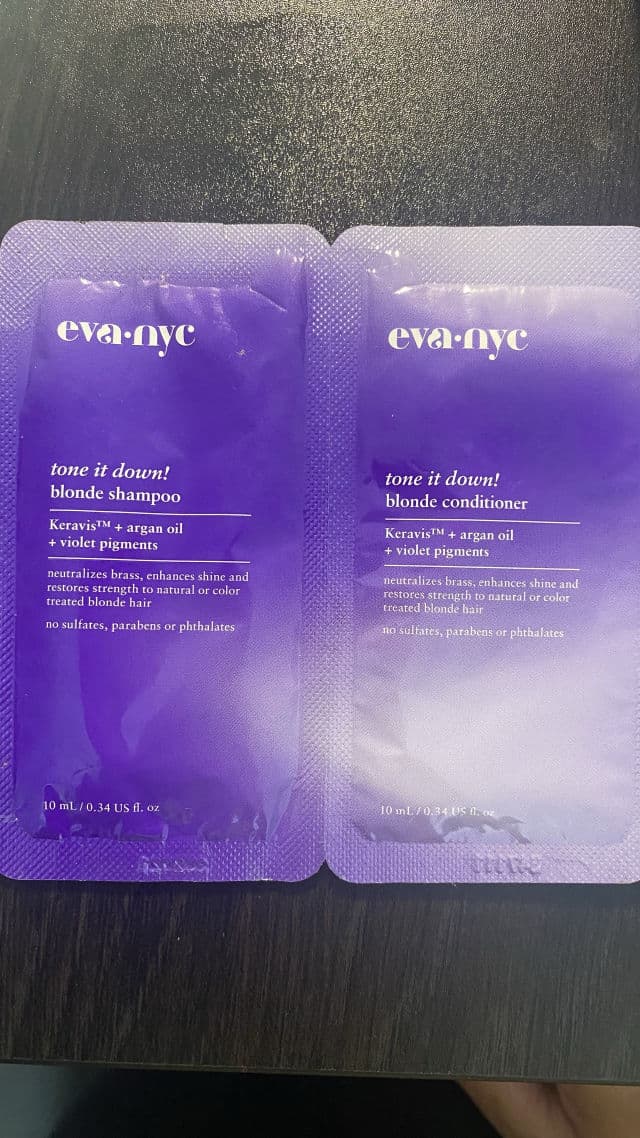 eva·nyc
tone it down!
blonde shampoo
Keravis™ + argan oil
+ violet pigments
neutralizes brass, enhances shine and
restores strength to natural or color
treated blonde hair
no sulfates, parabens or phthalates
10 mL / 0.34 US fl. oz
eva·nyc
tone it down!
blonde conditioner
Keravis™ + argan oil
+ violet pigments
neutralizes brass, enhances shine and
restores strength to natural or color
treated blonde hair
no sulfates, parabens or phthalates
10 mL / 0.34 US fl. oz